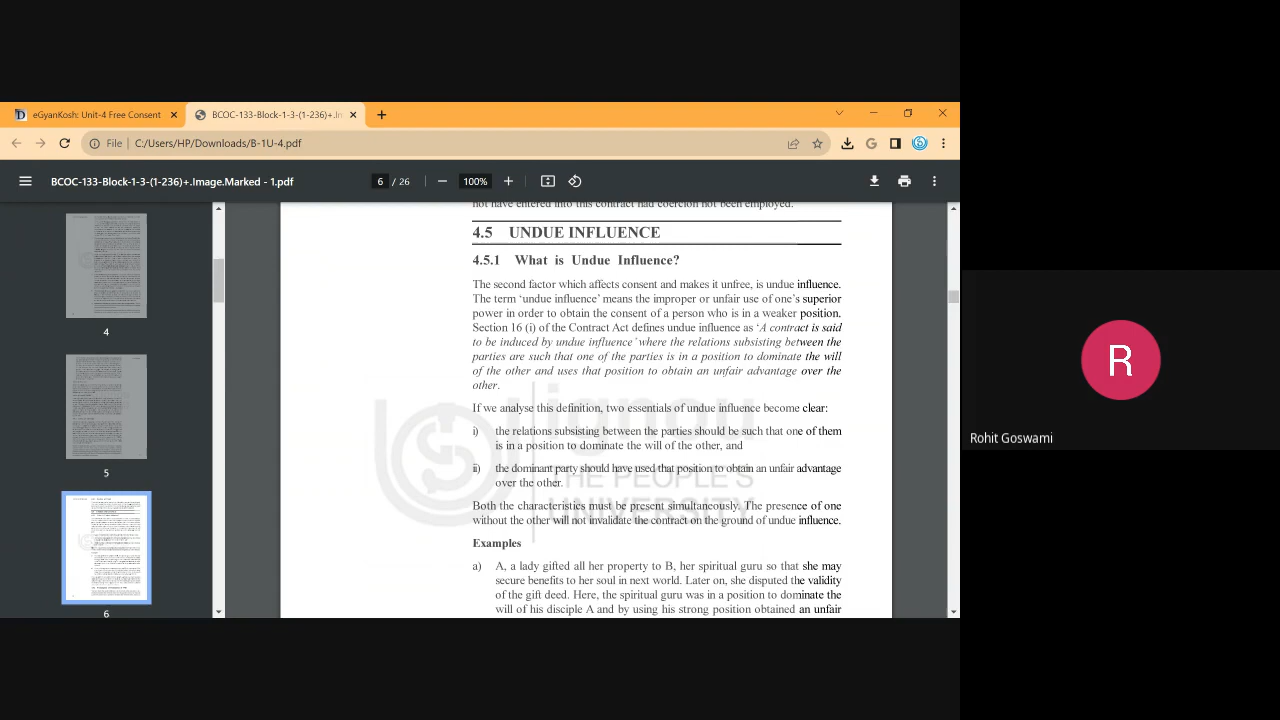 eGyanKosh: Unit-4 Free Consent
BCOC-133-Block-1-3-(1-236)+.In
File
C:/Users/HP/Downloads/B-1U-4.pdf
BCOC-133-Block-1-3-(1-236)+.Image.Marked - 1.pdf
6 / 26
100%
4
5
6
not have entered into this contract had coercion not been employed.
4.5 UNDUE INFLUENCE
4.5.1 What is Undue Influence?
The second factor which affects consent and makes it unfree, is undue influence.
The term ‘undue influence’ means the improper or unfair use of one’s superior
power in order to obtain the consent of a person who is in a weaker position.
Section 16 (i) of the Contract Act defines undue influence as ‘A contract is said
to be induced by undue influence’ where the relations subsisting between the
parties are such that one of the parties is in a position to dominate the will
of the other and uses that position to obtain an unfair advantage over the
other.
If we analyse this definition, two essentials of undue influence become clear:
i) the relations subsisting between the parties should be such that one of them
is in a position to dominate the will of the other, and
ii) the dominant party should have used that position to obtain an unfair advantage
over the other.
Both the characteristics must be present simultaneously. The presence of one
without the other will not invalidate the contract on the ground of undue influence.
Examples
a) A, a lady gifted all her property to B, her spiritual guru so that she may
secure benefits to her soul in next world. Later on, she disputed the validity
of the gift deed. Here, the spiritual guru was in a position to dominate the
will of his disciple A and by using his strong position obtained an unfair
ignou
THE PEOPLE'S
UNIVERSITY
R
Rohit Goswami